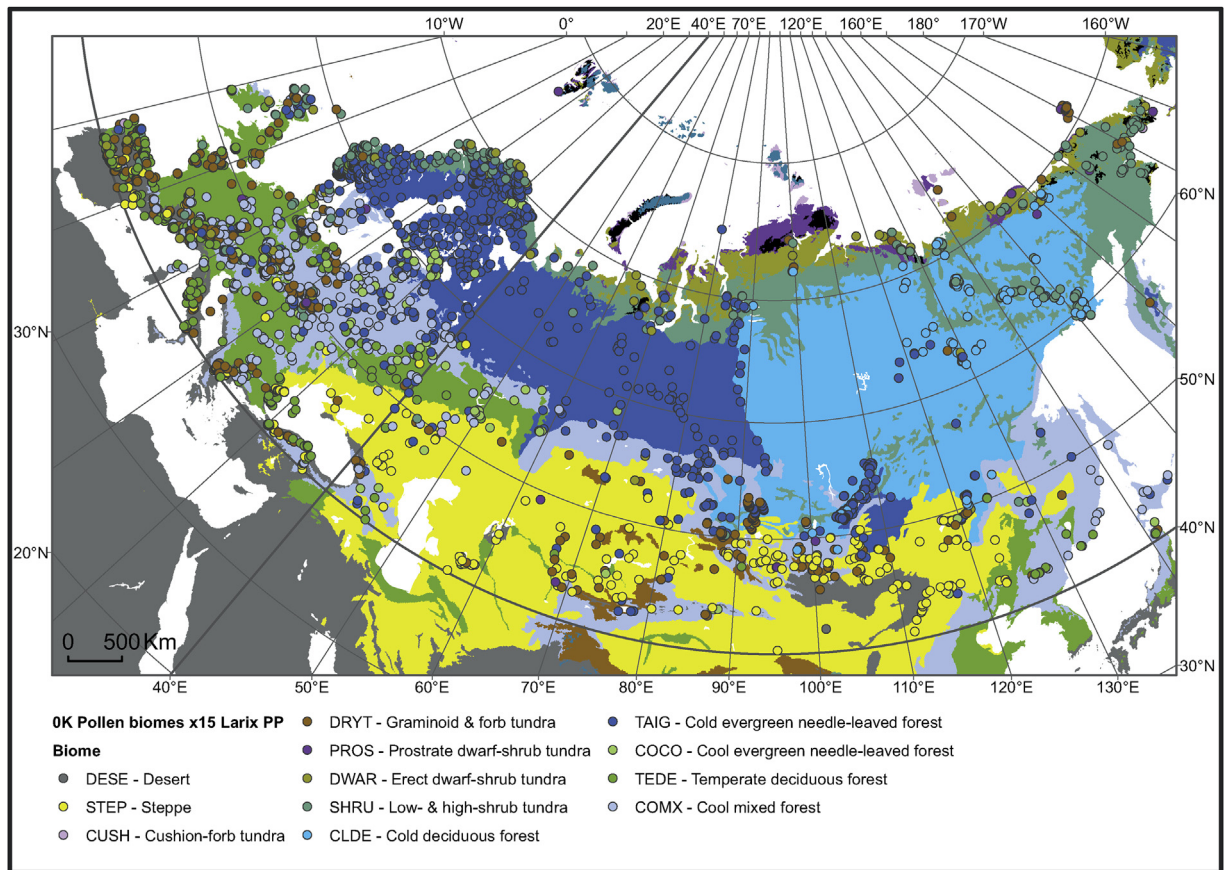 10°W 0° 20°E 40°E 70°E 120°E 160°E 180° 170°W 160°W
60°N
30°N
50°N
20°N
40°N
0 500 Km
30°N
40°E 50°E 60°E 70°E 80°E 90°E 100°E 110°E 120°E 130°E
0K Pollen biomes x15 Larix PP
Biome
DESE - Desert
STEP - Steppe
CUSH - Cushion-forb tundra
DRYT - Graminoid & forb tundra
PROS - Prostrate dwarf-shrub tundra
DWAR - Erect dwarf-shrub tundra
SHRU - Low- & high-shrub tundra
CLDE - Cold deciduous forest
TAIG - Cold evergreen needle-leaved forest
COCO - Cool evergreen needle-leaved forest
TEDE - Temperate deciduous forest
COMX - Cool mixed forest